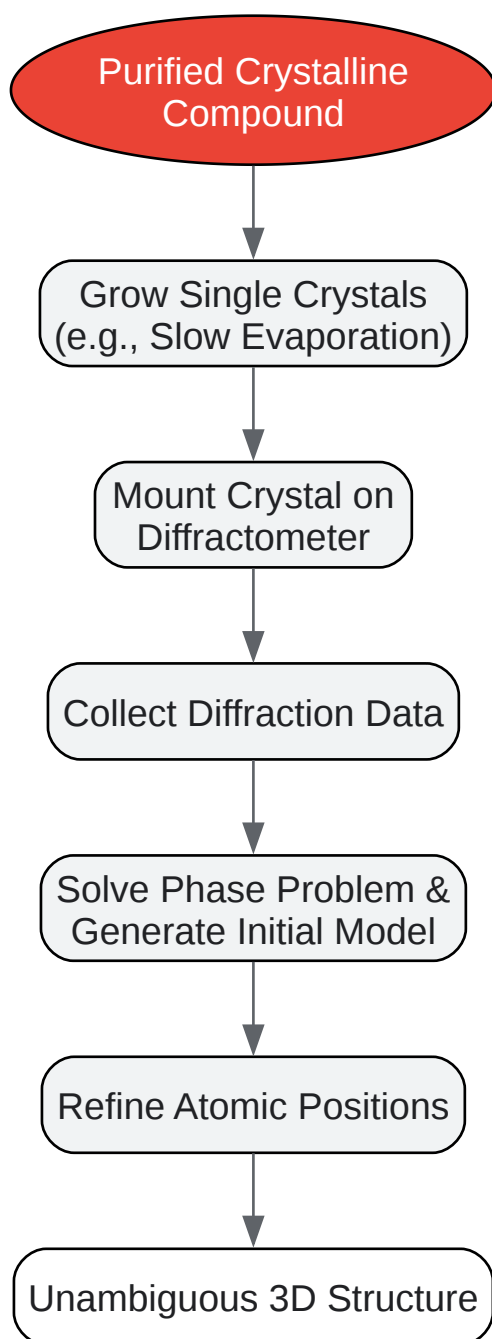 Purified Crystalline
Compound
Grow Single Crystals
(e.g., Slow Evaporation)
Mount Crystal on
Diffractometer
Collect Diffraction Data
Solve Phase Problem &
Generate Initial Model
Refine Atomic Positions
Unambiguous 3D Structure